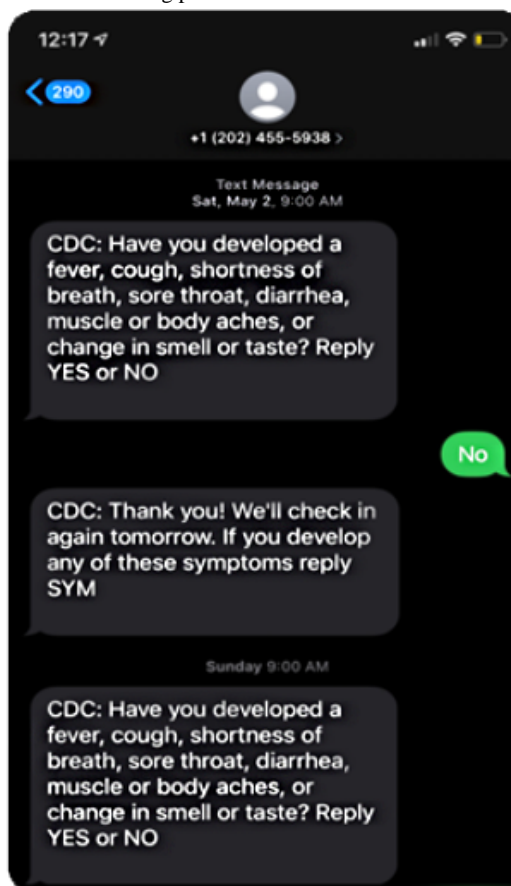 12:17
290
+1 (202) 455-5938 >
Text Message
Sat, May 2, 9:00 AM
CDC: Have you developed a
fever, cough, shortness of
breath, sore throat, diarrhea,
muscle or body aches, or
change in smell or taste? Reply
YES or NO
No
CDC: Thank you! We'll check in
again tomorrow. If you develop
any of these symptoms reply
SYM
Sunday 9:00 AM
CDC: Have you developed a
fever, cough, shortness of
breath, sore throat, diarrhea,
muscle or body aches, or
change in smell or taste? Reply
YES or NO